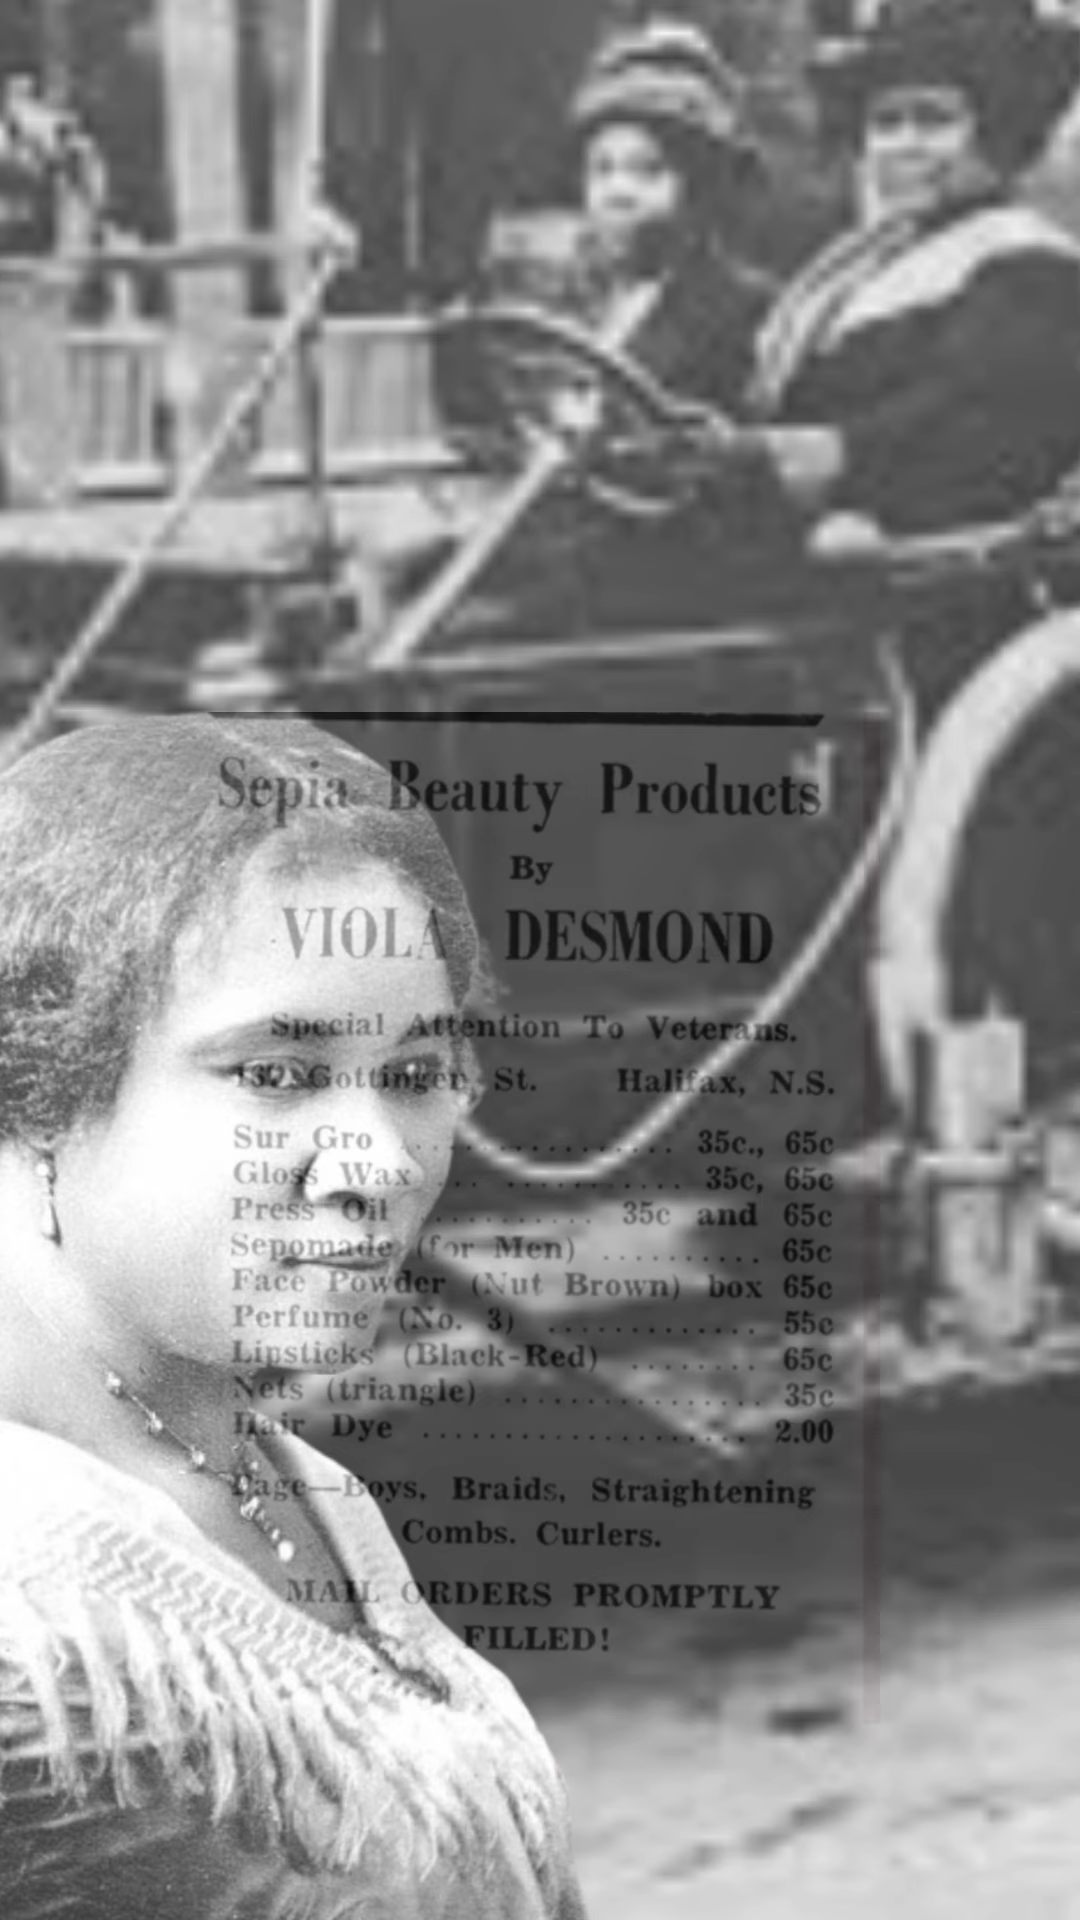 Sepia Beauty Products
By
VIOLA DESMOND
Special Attention To Veterans.
Gottingen St. Halifax, N.S.
Sur Gro ................ 35c., 65c
Gloss Wax .............. 35c, 65c
Press Oil .......... 35c and 65c
Sepomade (for Men) .......... 65c
Face Powder (Nut Brown) box 65c
Perfume (No. 3) ............. 55c
Lipsticks (Black-Red) ........ 65c
Nets (triangle) ................ 35c
Hair Dye .................... 2.00
Page—Boys, Braids, Straightening
Combs. Curlers.
MAIL ORDERS PROMPTLY
FILLED!